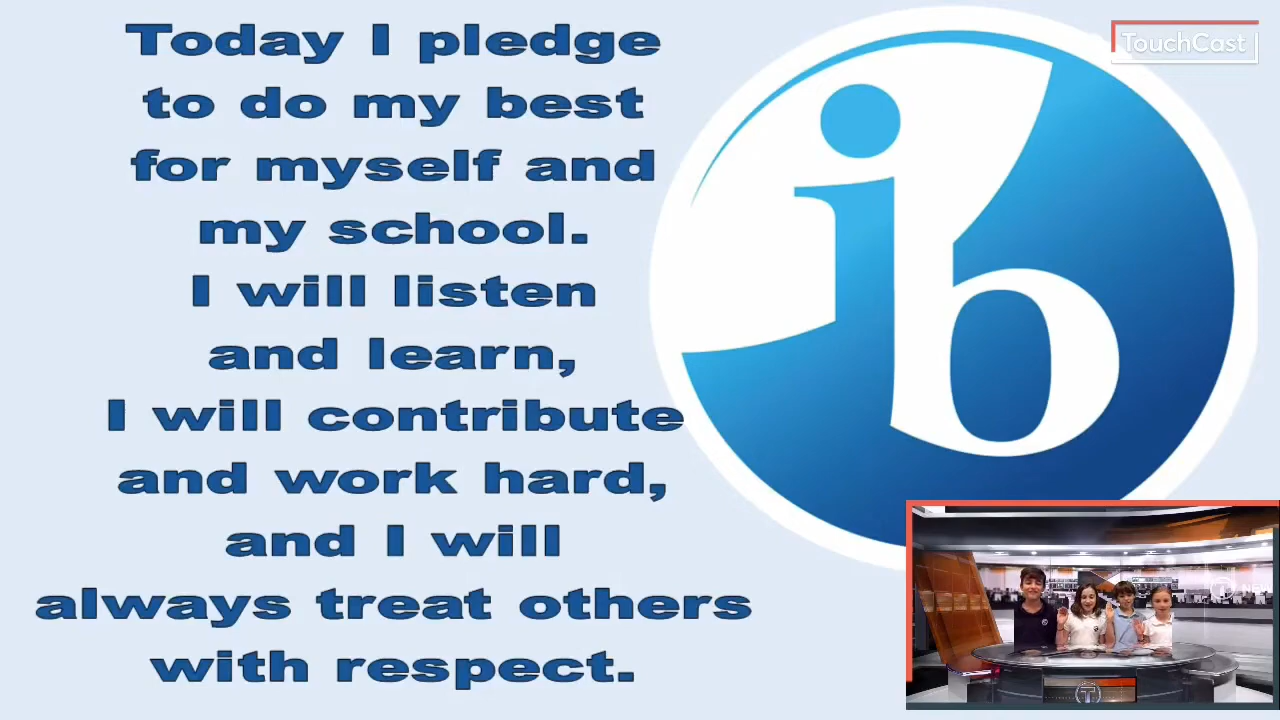 Today I pledge
to do my best
for myself and
my school.
I will listen
and learn,
I will contribute
and work hard,
and I will
always treat others
with respect.
ib
TouchCast
T